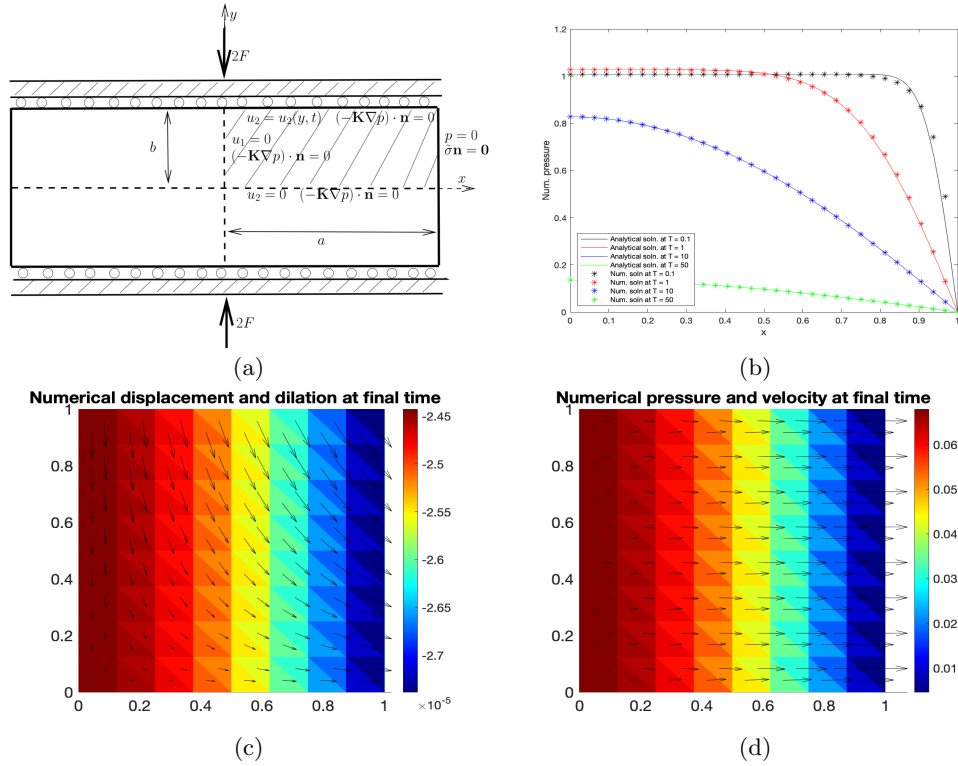 y
2F
u₂ = u₂(y, t) (−K∇p) · n = 0
u₁ = 0
(−K∇p) · n = 0
p = 0
σ̃n = 0
b
x
u₂ = 0 (−K∇p) · n = 0
a
2F
(a)
1.4
1.2
1
0.8
0.6
0.4
0.2
0
Num. pressure
Analytical soln. at T = 0.1
Analytical soln. at T = 1
Analytical soln. at T = 10
Analytical soln. at T = 50
Num. soln at T = 0.1
Num. soln at T = 1
Num. soln at T = 10
Num. soln at T = 50
0 0.1 0.2 0.3 0.4 0.5 0.6 0.7 0.8 0.9 1
x
(b)
Numerical displacement and dilation at final time
1
0.8
0.6
0.4
0.2
0
0 0.2 0.4 0.6 0.8 1
-2.45
-2.5
-2.55
-2.6
-2.65
-2.7
×10⁻⁵
(c)
Numerical pressure and velocity at final time
1
0.8
0.6
0.4
0.2
0
0 0.2 0.4 0.6 0.8 1
0.06
0.05
0.04
0.03
0.02
0.01
(d)